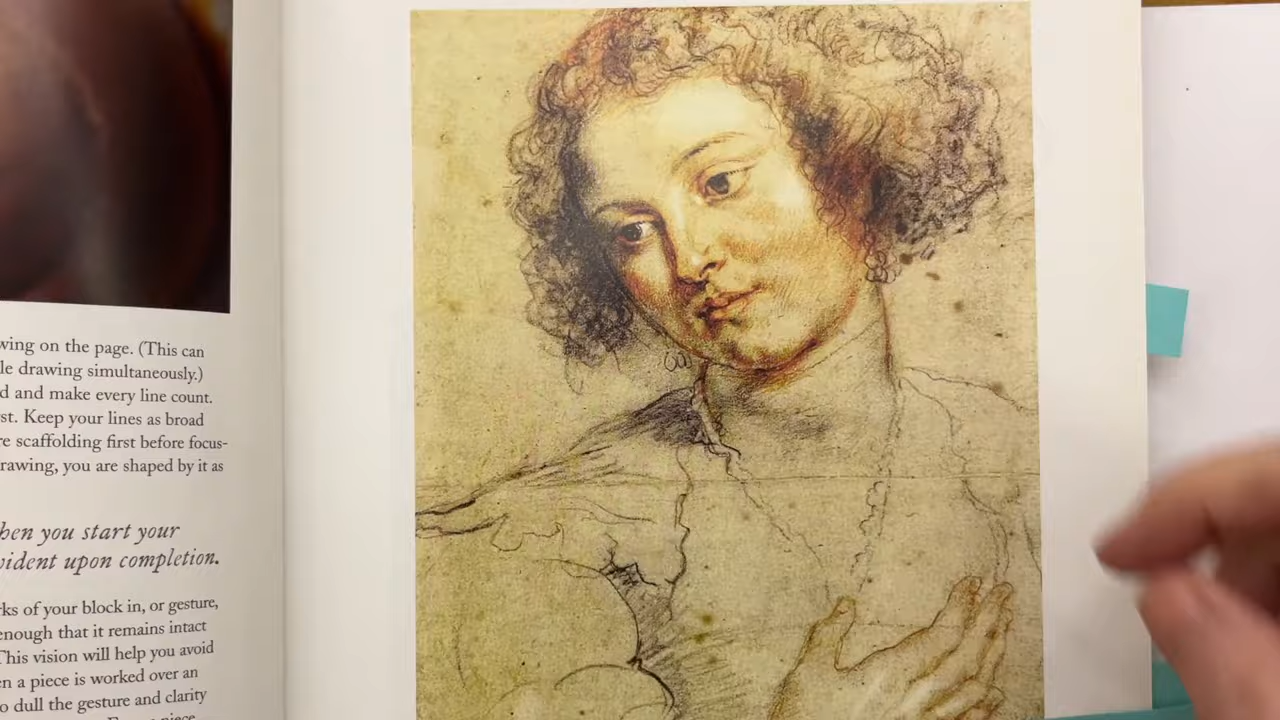 wing on the page. (This can
le drawing simultaneously.)
d and make every line count.
st. Keep your lines as broad
re scaffolding first before focus-
rawing, you are shaped by it as
hen you start your
vident upon completion.
ks of your block in, or gesture,
enough that it remains intact
This vision will help you avoid
en a piece is worked over an
o dull the gesture and clarity